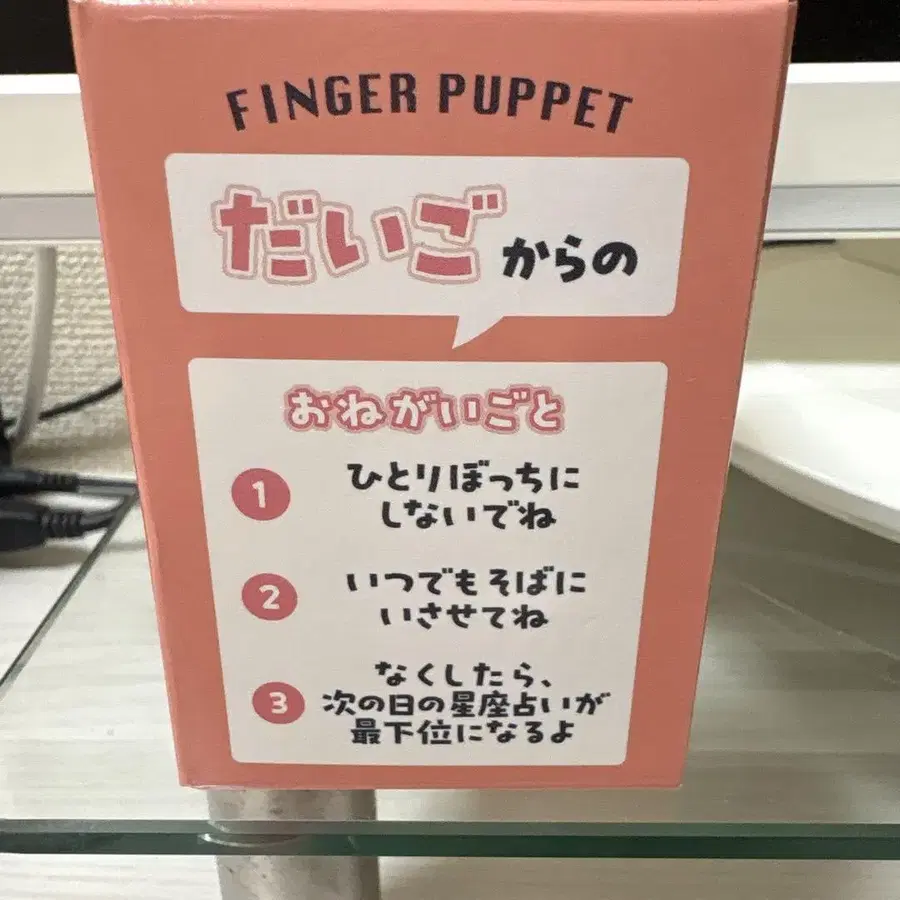 FINGER PUPPET
だいごからの
おねがいごと
1 ひとりぼっちに
しないでね
2 いつでもそばに
いさせてね
3 なくしたら、
次の日の星座占いが
最下位になるよ